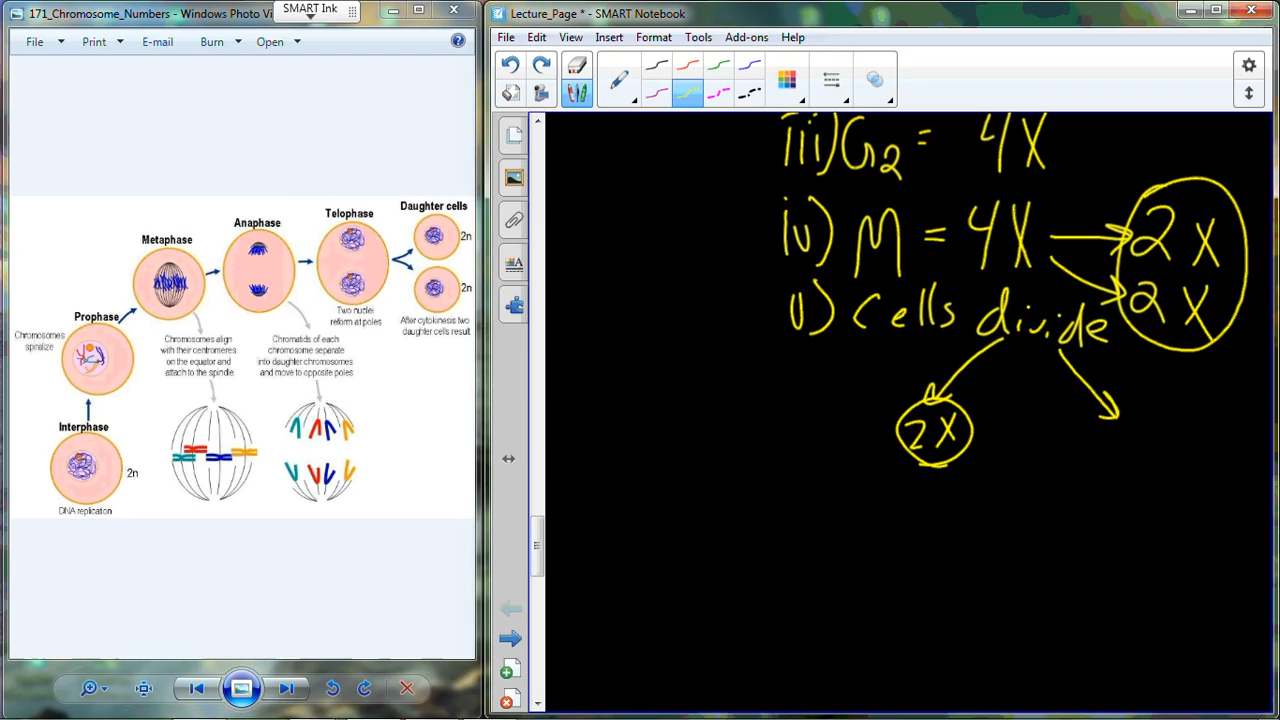 171_Chromosome_Numbers - Windows Photo Vi
SMART Ink
File Print E-mail Burn Open
Daughter cells
Telophase
Anaphase
2n
Metaphase
2n
Two nuclei
reform at poles
After cytokinesis two
daughter cells result
Prophase
Chromosomes
spiralize
Chromosomes align
with their centromeres
on the equator and
attach to the spindle
Chromatids of each
chromosome separate
into daughter chromosomes
and move to opposite poles
Interphase
2n
DNA replication
Lecture_Page * - SMART Notebook
File Edit View Insert Format Tools Add-ons Help
iii) G2 = 4X
iv) M = 4X 2X
2X
v) Cells divide
2X